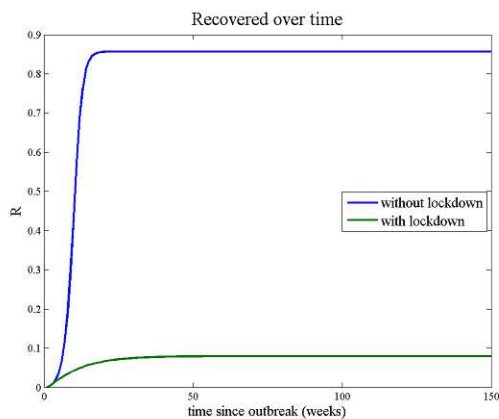 Recovered over time
0.9
0.8
0.7
0.6
0.5
0.4
0.3
0.2
0.1
0
R
without lockdown
with lockdown
0 50 100 150
time since outbreak (weeks)